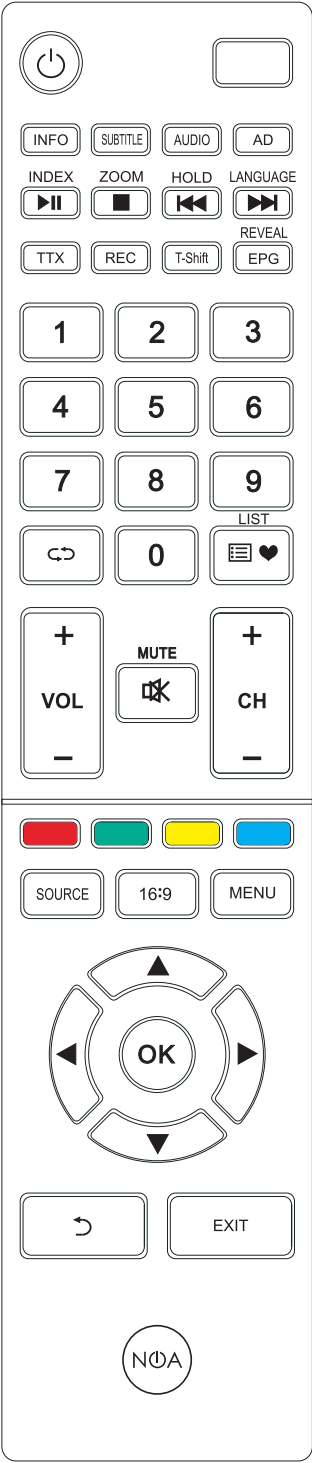 INFO SUBTITLE AUDIO AD
INDEX ZOOM HOLD LANGUAGE
REVEAL
TTX REC T-Shift EPG
1 2 3
4 5 6
7 8 9
LIST
0
+ +
MUTE
VOL CH
− −
SOURCE 16:9 MENU
OK
EXIT
NOA